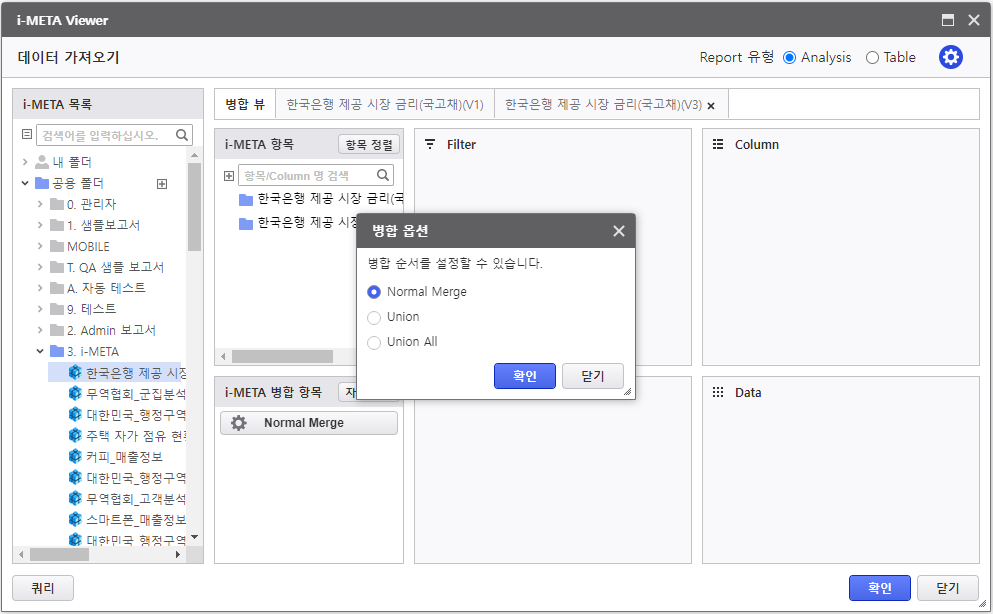 i-META Viewer
데이터 가져오기
Report 유형 Analysis Table
i-META 목록
검색어를 입력하십시오.
내 폴더
공용 폴더
0. 관리자
1. 샘플보고서
MOBILE
T. QA 샘플 보고서
A. 자동 테스트
9. 테스트
2. Admin 보고서
3. i-META
한국은행 제공 시장
무역협회_군집분석
대한민국_행정구역
주택 자가 점유 현황
커피_매출정보
대한민국_행정구역
무역협회_고객분석
스마트폰_매출정보
대한민국 행정구역
병합 뷰
한국은행 제공 시장 금리(국고채)(V1)
한국은행 제공 시장 금리(국고채)(V3)
i-META 항목
항목 정렬
항목/Column 명 검색
한국은행 제공 시장 금리(국
한국은행 제공 시장
Filter
Column
병합 옵션
병합 순서를 설정할 수 있습니다.
Normal Merge
Union
Union All
확인
닫기
i-META 병합 항목
자
Normal Merge
Data
쿼리
확인
닫기